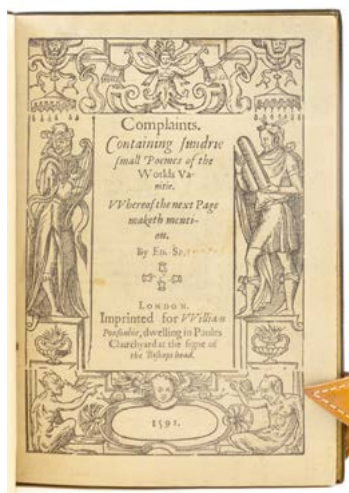 Complaints.
Containing ſundrie
ſmall Poemes of the
Worlds Va-
nitie.
VVhereof the next Page
maketh menti-
on.
By ED. SP.
LONDON.
Imprinted for VVilliam
Ponſonbie, dwelling in Paules
Churchyard at the ſigne of
the Biſhops head.
1591.